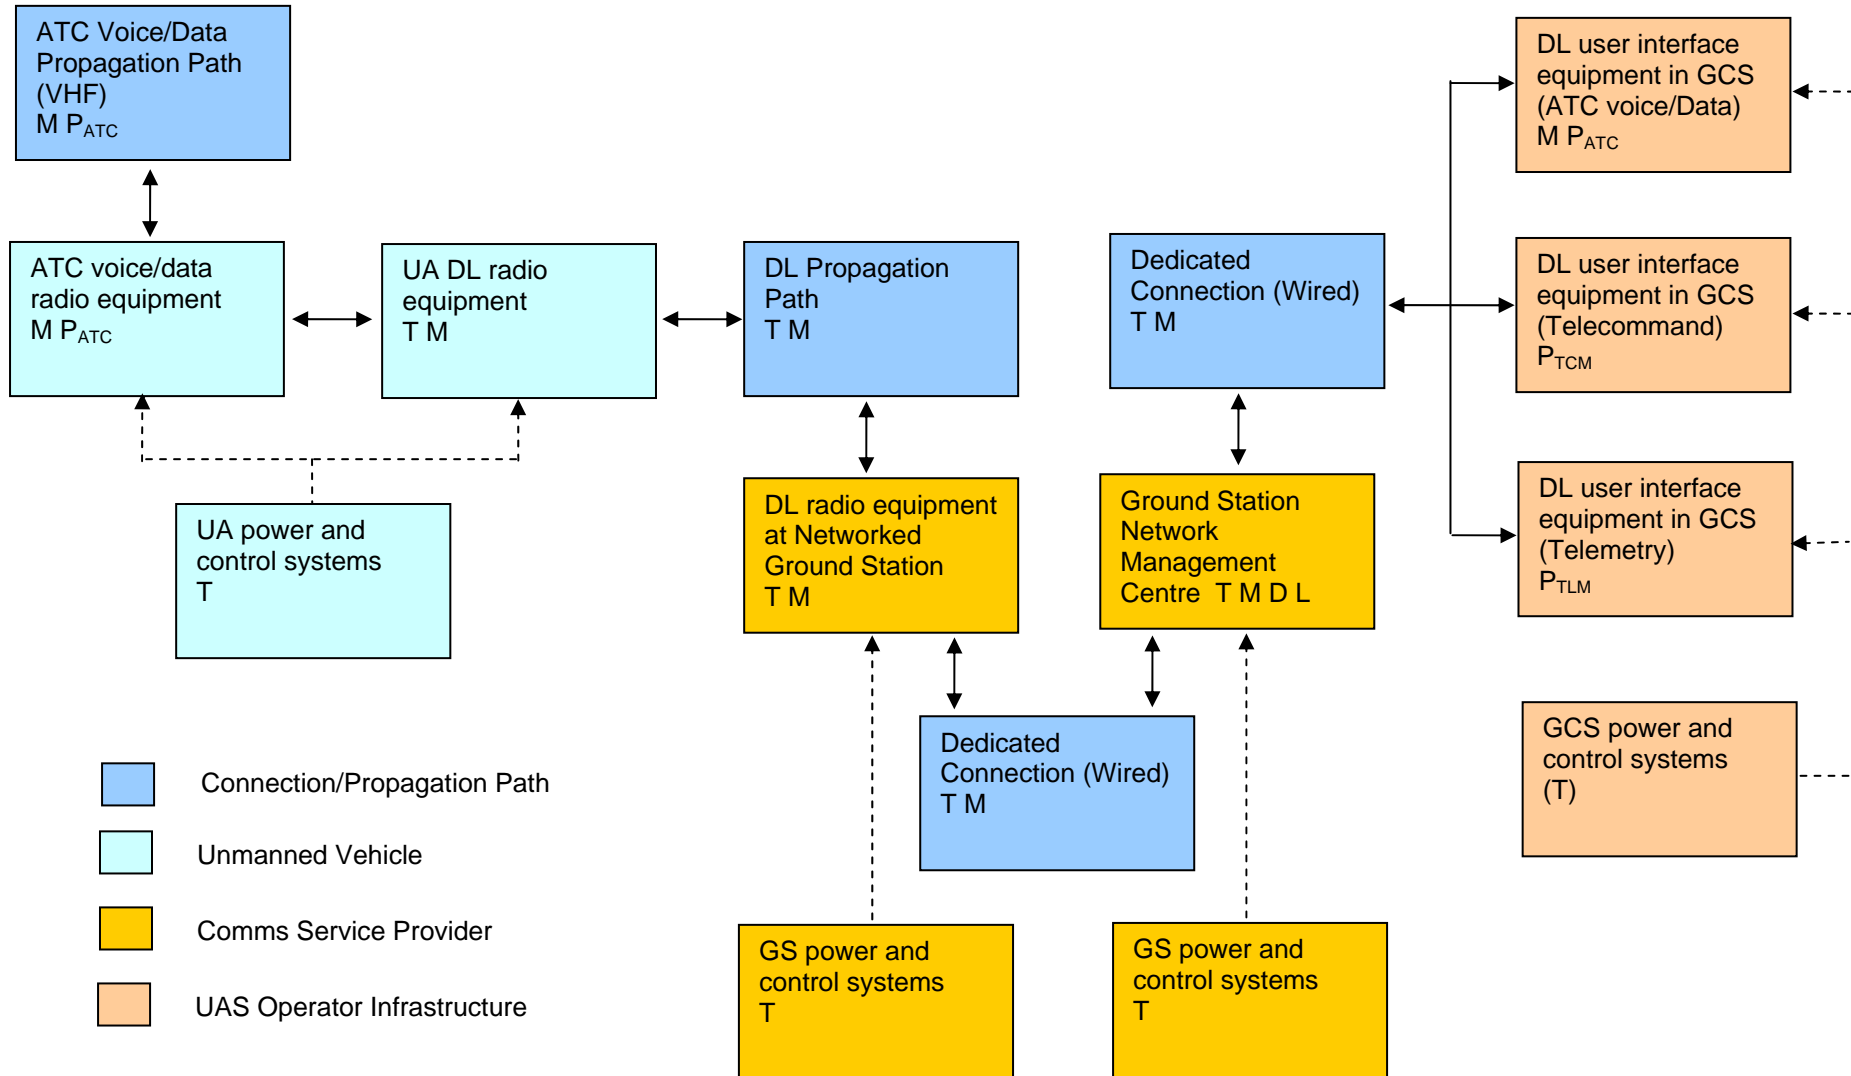 ATC Voice/Data
Propagation Path
(VHF)
M PATC
DL user interface
equipment in GCS
(ATC voice/Data)
M PATC
ATC voice/data
radio equipment
M PATC
UA DL radio
equipment
T M
DL Propagation
Path
T M
Dedicated
Connection (Wired)
T M
DL user interface
equipment in GCS
(Telecommand)
PTCM
UA power and
control systems
T
DL radio equipment
at Networked
Ground Station
T M
Ground Station
Network
Management
Centre T M D L
DL user interface
equipment in GCS
(Telemetry)
PTLM
Dedicated
Connection (Wired)
T M
GCS power and
control systems
(T)
Connection/Propagation Path
Unmanned Vehicle
Comms Service Provider
UAS Operator Infrastructure
GS power and
control systems
T
GS power and
control systems
T